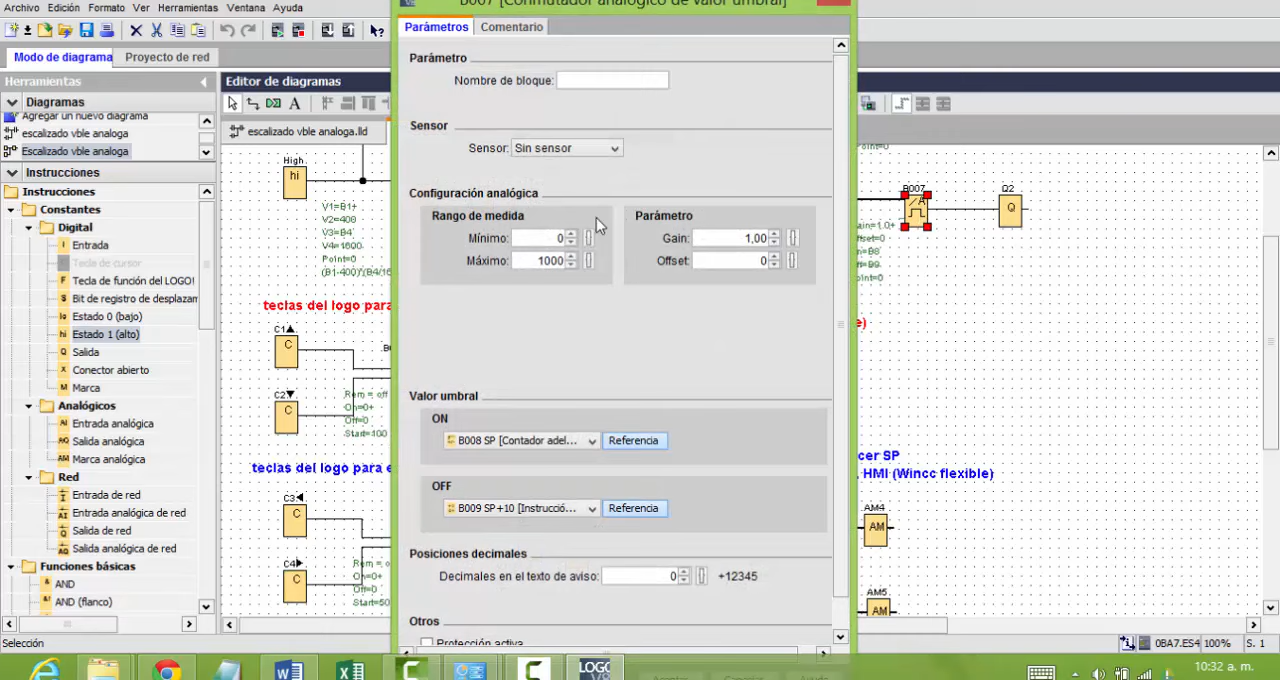 B007 [Conmutador analógico de valor umbral]
Archivo Edición Formato Ver Herramientas Ventana Ayuda
Parámetros Comentario
Modo de diagrama Proyecto de red
Herramientas
Editor de diagramas
Diagramas
Agregar un nuevo diagrama
escalizado vble analoga
Escalizado vble analoga
Instrucciones
Instrucciones
Constantes
Digital
Entrada
Tecla de cursor
Tecla de función del LOGO!
Bit de registro de desplazam
Estado 0 (bajo)
Estado 1 (alto)
Salida
Conector abierto
Marca
Analógicos
Entrada analógica
Salida analógica
Marca analógica
Red
Entrada de red
Entrada analógica de red
Salida de red
Salida analógica de red
Funciones básicas
AND
AND (flanco)
Selección
escalizado vble analoga.lld
High.
hi
V1=B1+
V2=400
V3=B4
V4=1600
Point=0
(B1-400)*(B4/16
teclas del logo para
C1
C
C2
C
Rem = off
On=0+
Off=0
Start=100
teclas del logo para e
C3
C
C4
C
Rem = o
On=0+
Off=0
Start=50
Parámetro
Nombre de bloque:
Sensor
Sensor: Sin sensor
Configuración analógica
Rango de medida
Mínimo: 0
Máximo: 1000
Parámetro
Gain: 1,00
Offset: 0
Valor umbral
ON
B008 SP [Contador adel... Referencia
OFF
B009 SP+10 [Instrucció... Referencia
Posiciones decimales
Decimales en el texto de aviso: 0 +12345
Otros
Protección activa
Point=0
B007
/A
Q2
Q
ain=1.0+
ffset=0
n=B8
ff=B9
oint=0
e)
cer SP
HMI (Wincc flexible)
AM4
AM
AM5
AM
0BA7.ES4 100% S. 1
10:32 a. m.